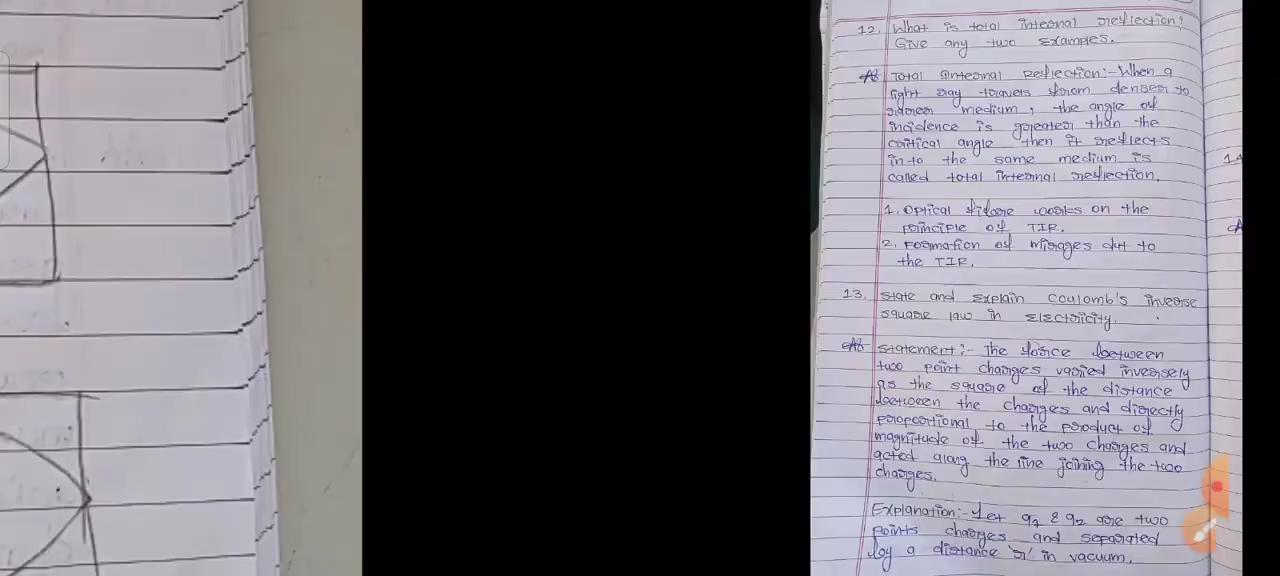 12. What is total internal reflection?
Give any two examples.
A) Total internal Reflection:- When a
light ray travels from denser to
rarer medium, the angle of
incidence is greater than the
critical angle then it reflects
in to the same medium is
called total internal reflection.
1. Optical fibre works on the
principle of TIR.
2. Formation of mirages due to
the TIR.
13. State and explain Coulomb's inverse
square law in Electricity.
A) Statement:- The force between
two point charges varied inversely
as the square of the distance
between the charges and directly
proportional to the product of
magnitude of the two charges and
acted along the line joining the two
charges.
Explanation:- Let q1 & q2 are two
points charges and separated
by a distance 'r' in vacuum.